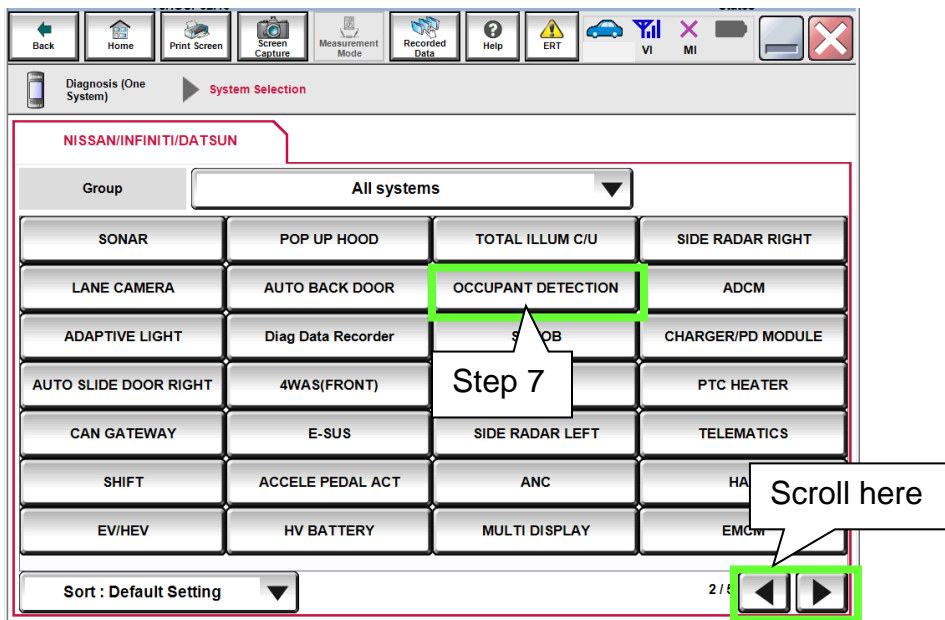 Back
Home
Print Screen
Screen
Capture
Measurement
Mode
Recorded
Data
Help
ERT
VI
MI
Diagnosis (One
System)
System Selection
NISSAN/INFINITI/DATSUN
Group
All systems
SONAR
POP UP HOOD
TOTAL ILLUM C/U
SIDE RADAR RIGHT
LANE CAMERA
AUTO BACK DOOR
OCCUPANT DETECTION
ADCM
ADAPTIVE LIGHT
Diag Data Recorder
CHARGER/PD MODULE
AUTO SLIDE DOOR RIGHT
4WAS(FRONT)
Step 7
PTC HEATER
CAN GATEWAY
E-SUS
SIDE RADAR LEFT
TELEMATICS
SHIFT
ACCELE PEDAL ACT
ANC
Scroll here
EV/HEV
HV BATTERY
MULTI DISPLAY
EMCM
Sort : Default Setting
2 / 5